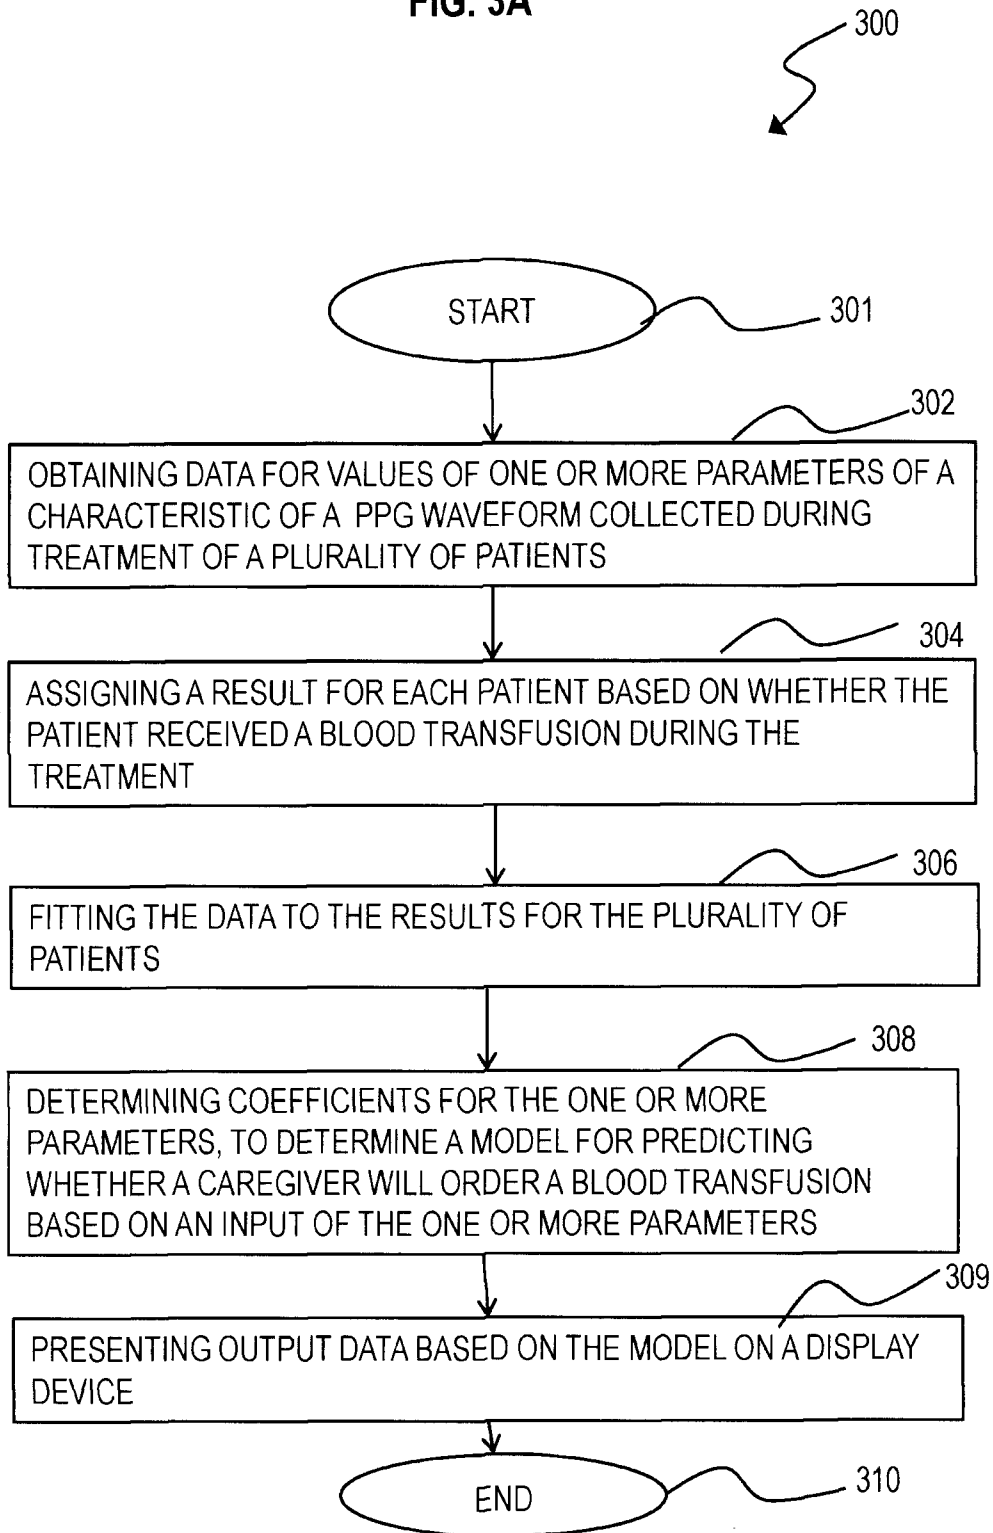 FIG. 3A
300
START
301
302
OBTAINING DATA FOR VALUES OF ONE OR MORE PARAMETERS OF A
CHARACTERISTIC OF A PPG WAVEFORM COLLECTED DURING
TREATMENT OF A PLURALITY OF PATIENTS
304
ASSIGNING A RESULT FOR EACH PATIENT BASED ON WHETHER THE
PATIENT RECEIVED A BLOOD TRANSFUSION DURING THE
TREATMENT
306
FITTING THE DATA TO THE RESULTS FOR THE PLURALITY OF
PATIENTS
308
DETERMINING COEFFICIENTS FOR THE ONE OR MORE
PARAMETERS, TO DETERMINE A MODEL FOR PREDICTING
WHETHER A CAREGIVER WILL ORDER A BLOOD TRANSFUSION
BASED ON AN INPUT OF THE ONE OR MORE PARAMETERS
309
PRESENTING OUTPUT DATA BASED ON THE MODEL ON A DISPLAY
DEVICE
END
310